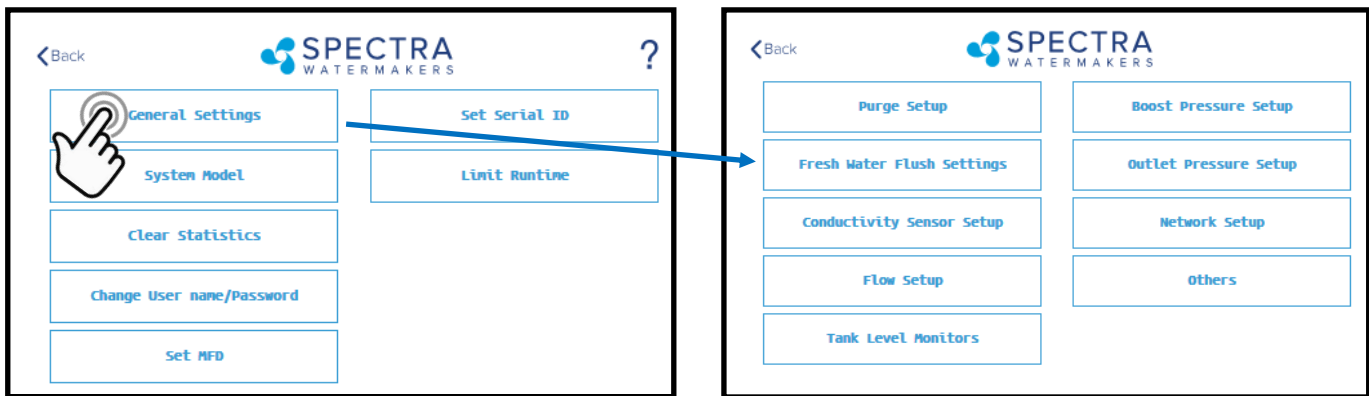 Back
SPECTRA
WATERMAKERS
?
General Settings
Set Serial ID
System Model
Limit Runtime
Clear Statistics
Change User name/Password
Set MFD
Back
SPECTRA
WATERMAKERS
Purge Setup
Boost Pressure Setup
Fresh Water Flush Settings
Outlet Pressure Setup
Conductivity Sensor Setup
Network Setup
Flow Setup
Others
Tank Level Monitors